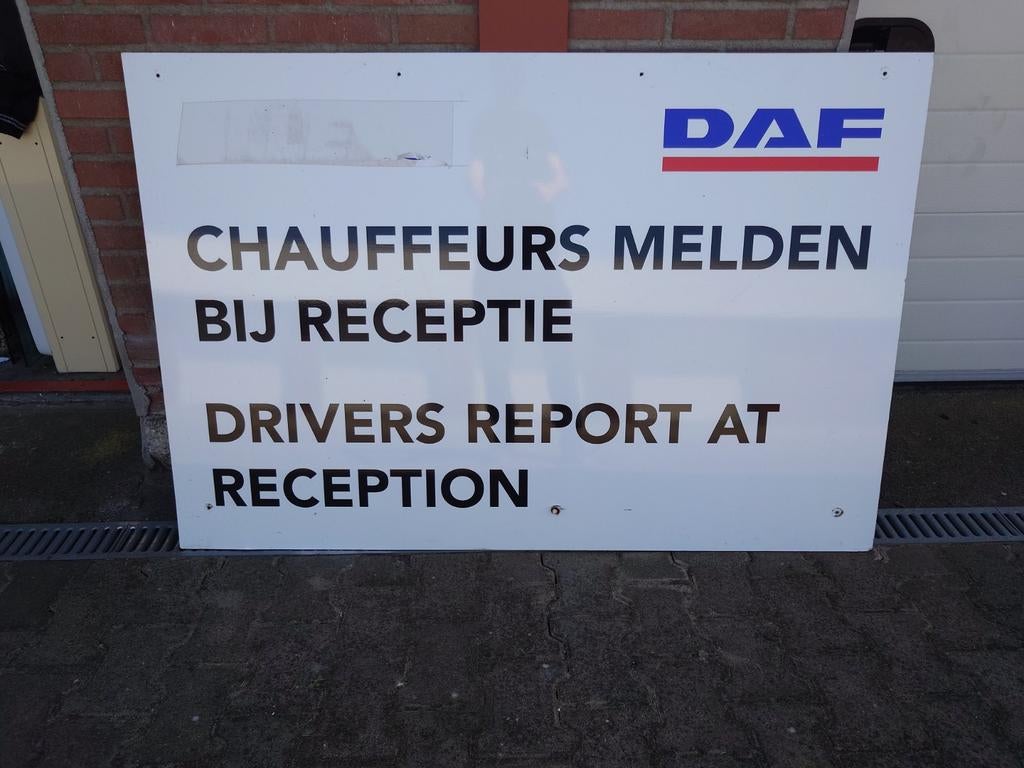 DAF
CHAUFFEURS MELDEN
BIJ RECEPTIE
DRIVERS REPORT AT
RECEPTION